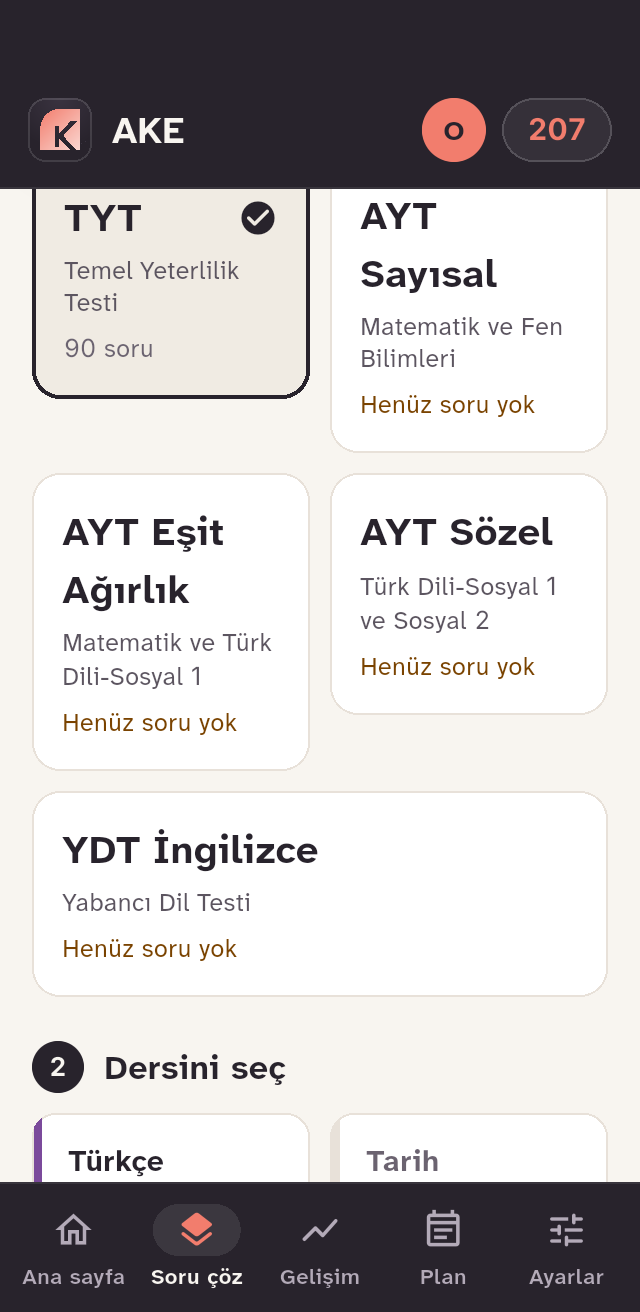 AKE
O
207
TYT
Temel Yeterlilik
Testi
90 soru
AYT
Sayısal
Matematik ve Fen
Bilimleri
Henüz soru yok
AYT Eşit
Ağırlık
Matematik ve Türk
Dili-Sosyal 1
Henüz soru yok
AYT Sözel
Türk Dili-Sosyal 1
ve Sosyal 2
Henüz soru yok
YDT İngilizce
Yabancı Dil Testi
Henüz soru yok
2 Dersini seç
Türkçe
Tarih
Ana sayfa
Soru çöz
Gelişim
Plan
Ayarlar